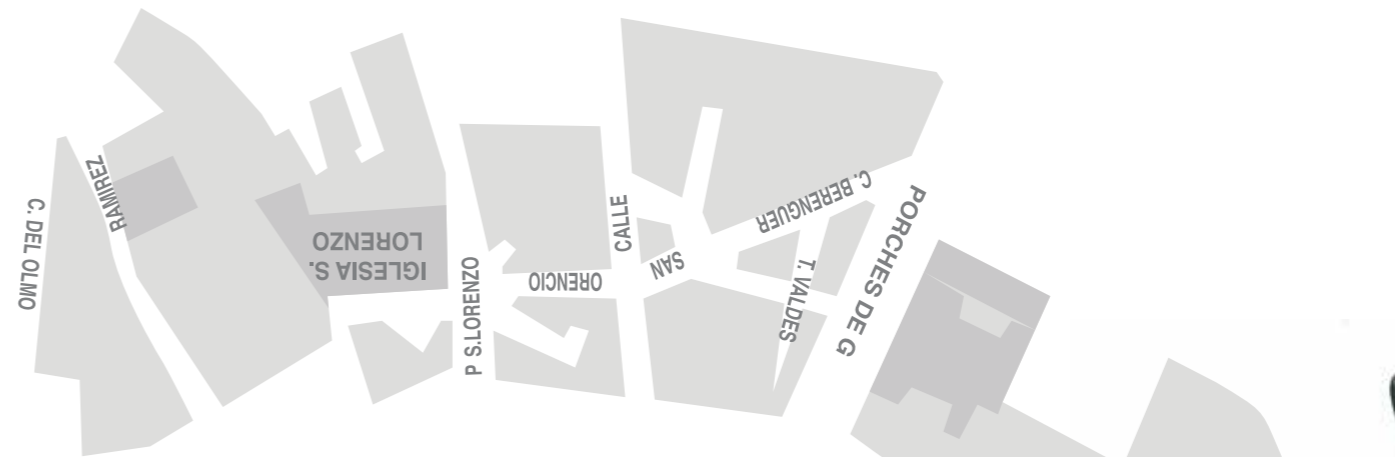 C. DEL OLMO
RAMIREZ
IGLESIA S.
LORENZO
P S.LORENZO
ORENCIO
CALLE
SAN
C. BERENGUER
T. VALDES
PORCHES DE G